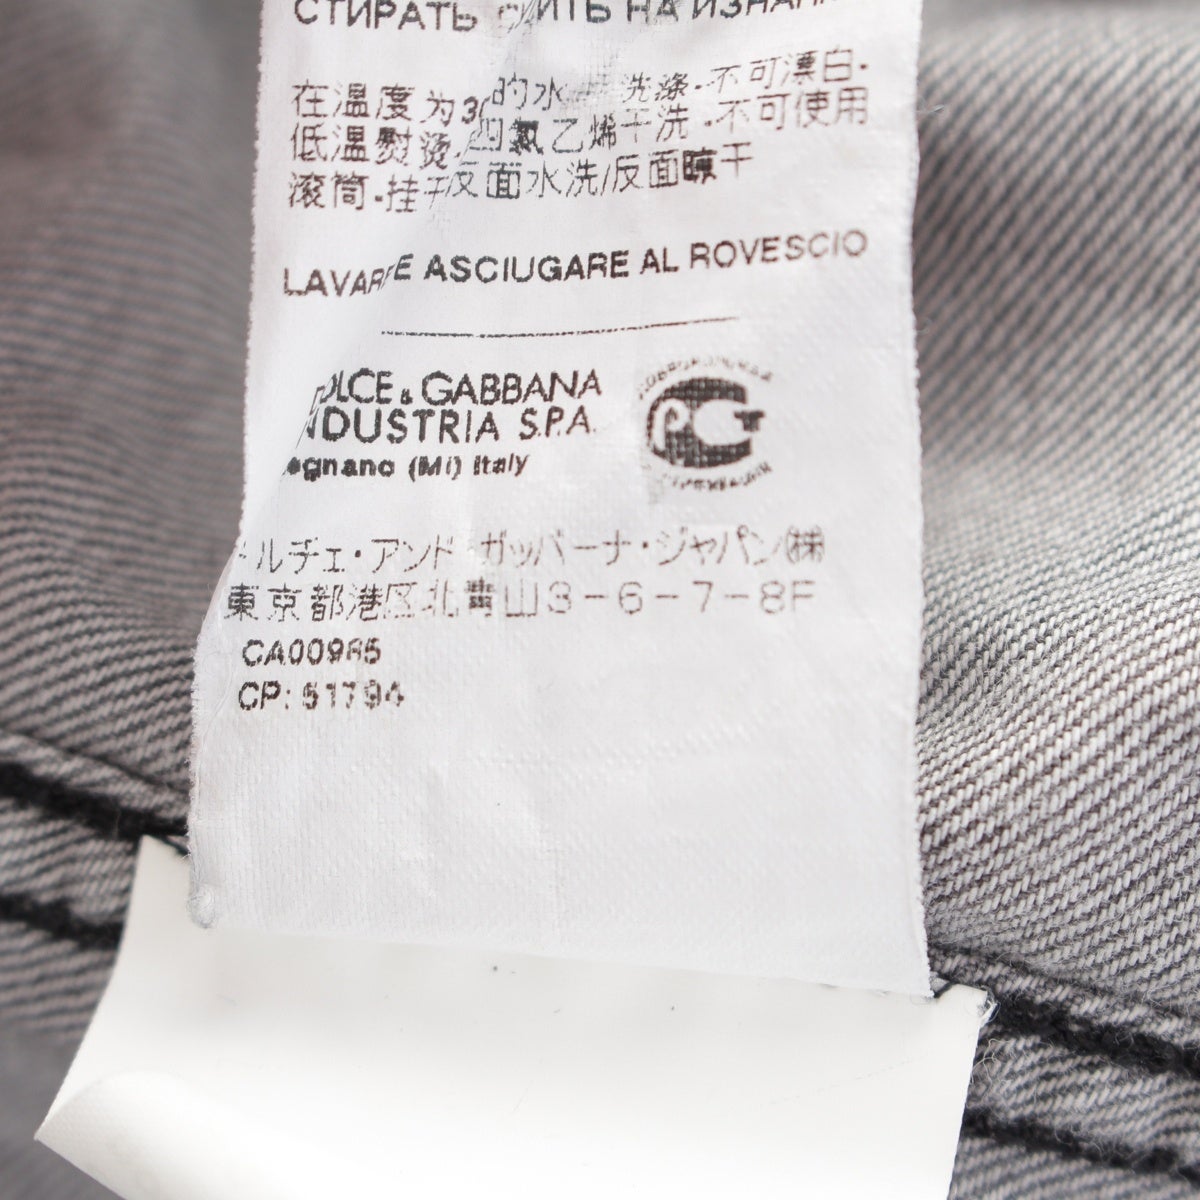 СТИРАТЬ НА
在温度为30的水 洗涤.不可漂白.
低温熨烫.四氯乙烯干洗.不可使用
滚筒.挂干反面水洗/反面晾干
LAVARE E ASCIUGARE AL ROVESCIO
DOLCE & GABBANA
INDUSTRIA S.P.A.
Legnano (Mi) Italy
РСТ
ドルチェ・アンド ガッバーナ・ジャパン㈱
東京都港区北青山3-6-7-8F
CA00965
CP: 51794